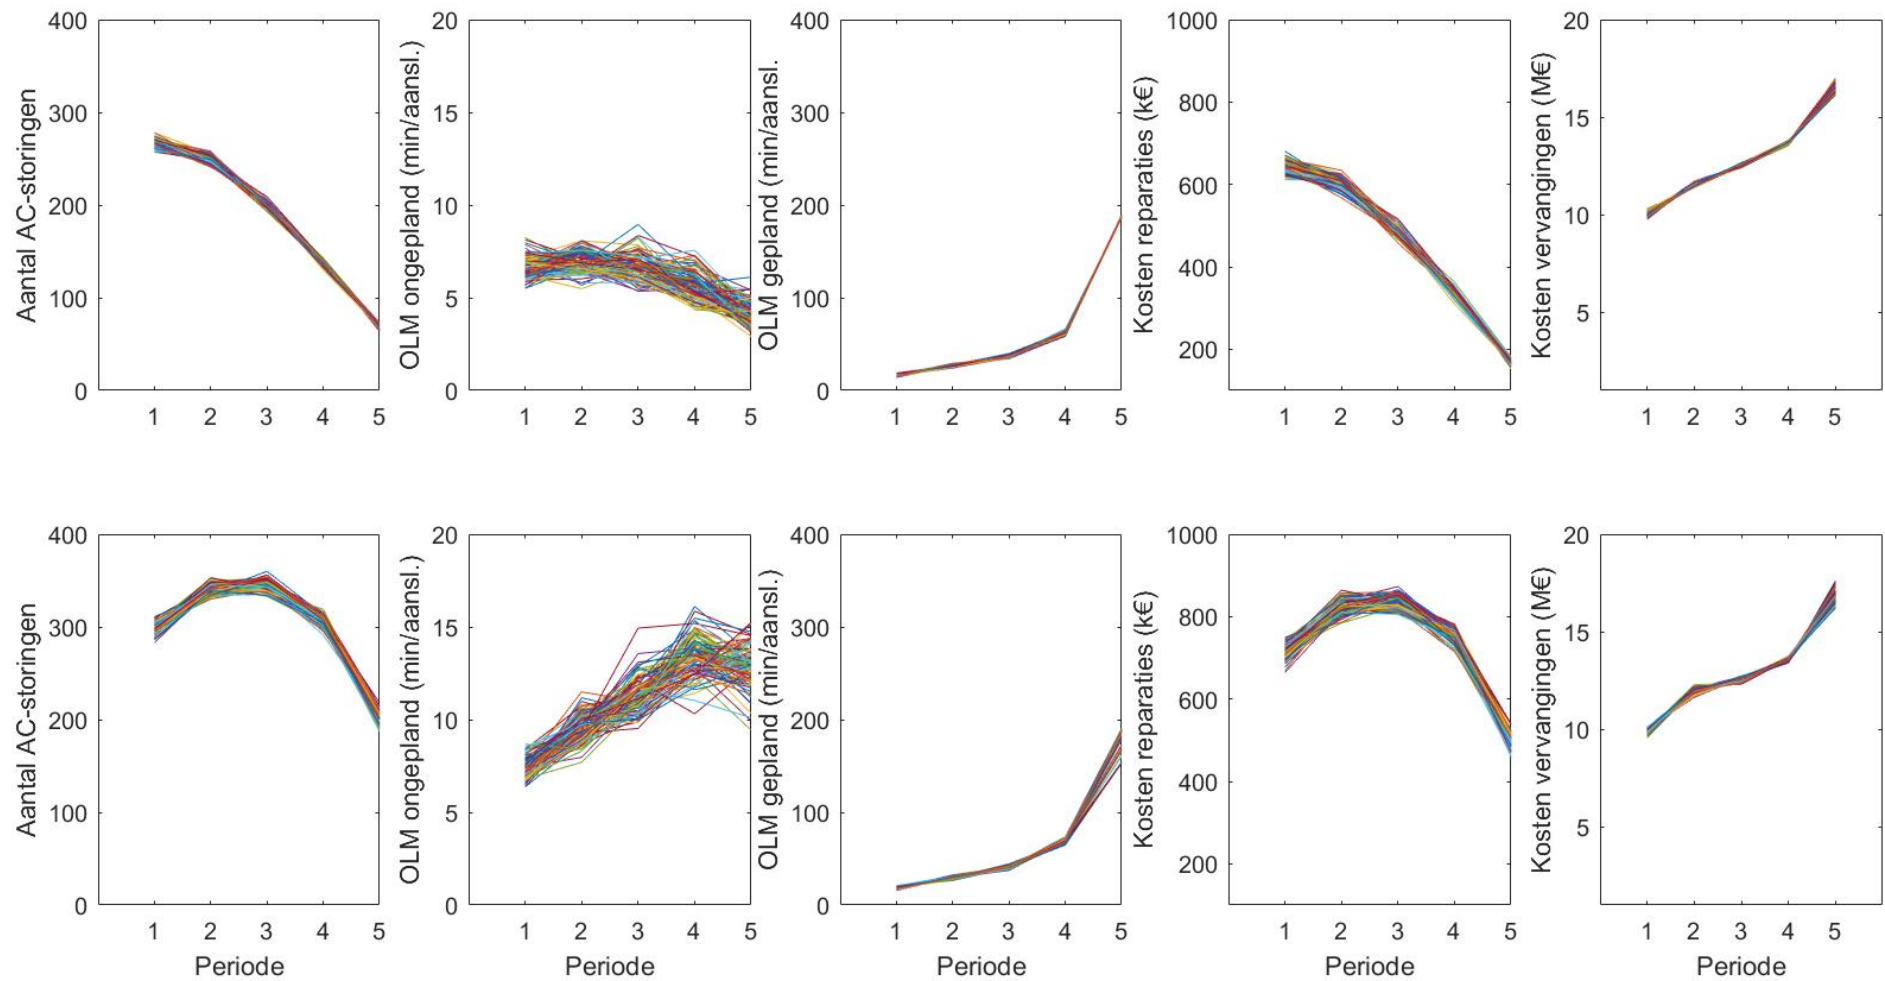 400
300
200
100
0
Aantal AC-storingen
1 2 3 4 5
20
15
10
5
0
OLM ongepland (min/aansl.)
1 2 3 4 5
400
300
200
100
0
OLM gepland (min/aansl.
1 2 3 4 5
1000
800
600
400
200
Kosten reparaties (k€)
1 2 3 4 5
20
15
10
5
Kosten vervangingen (M€)
1 2 3 4 5
400
300
200
100
0
Aantal AC-storingen
1 2 3 4 5
Periode
20
15
10
5
0
OLM ongepland (min/aansl.)
1 2 3 4 5
Periode
400
300
200
100
0
OLM gepland (min/aansl.)
1 2 3 4 5
Periode
1000
800
600
400
200
Kosten reparaties (k€)
1 2 3 4 5
Periode
20
15
10
5
Kosten vervangingen (M€)
1 2 3 4 5
Periode